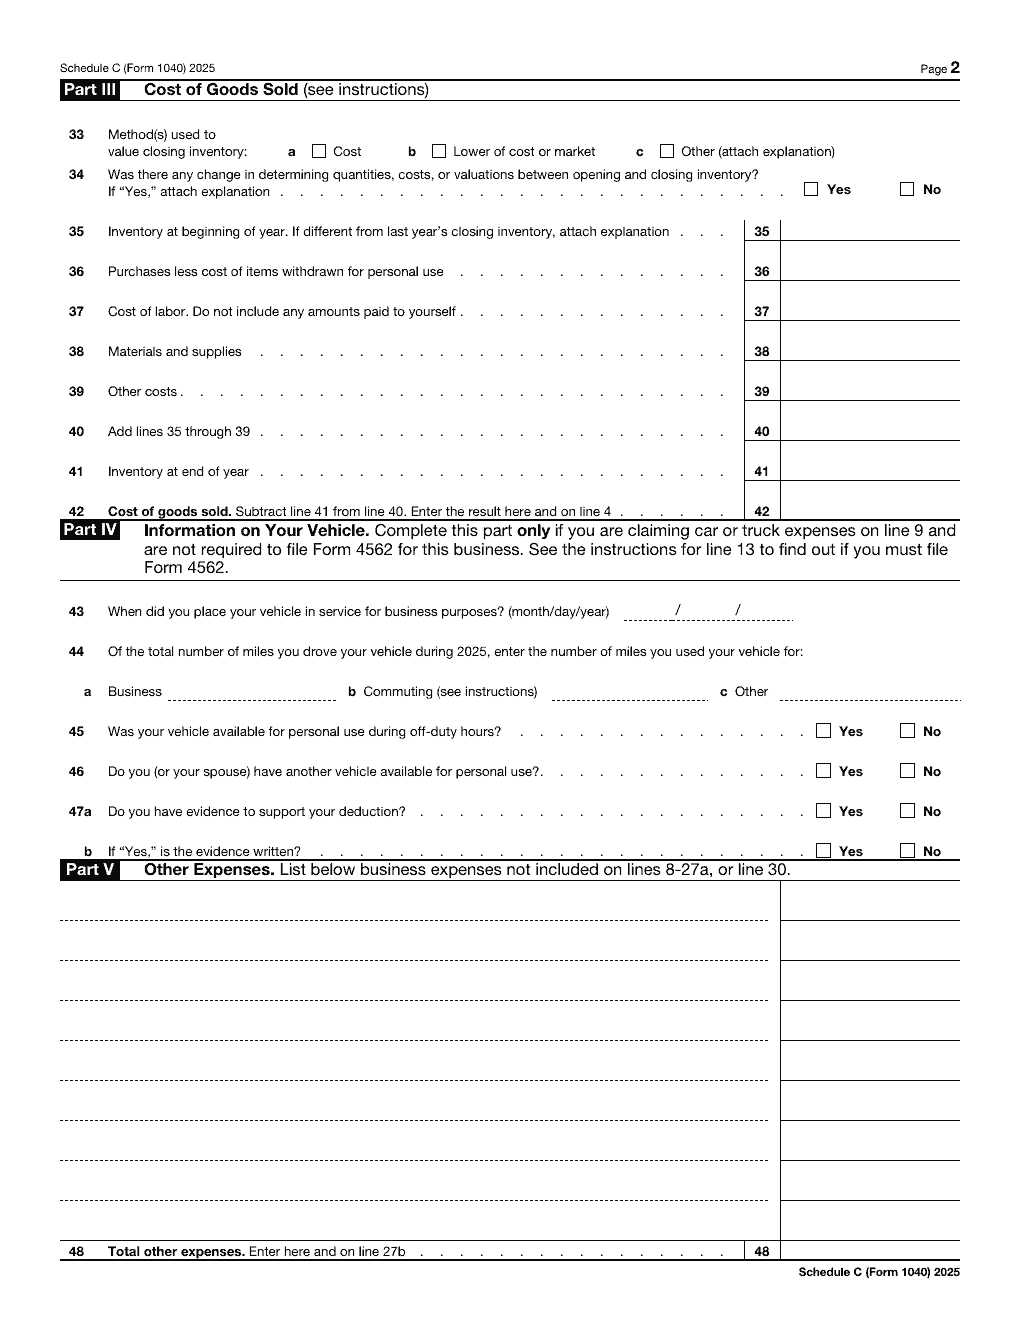 Schedule C (Form 1040) 2025 Page 2
Part III Cost of Goods Sold (see instructions)
33 Method(s) used to
value closing inventory: a Cost b Lower of cost or market c Other (attach explanation)
34 Was there any change in determining quantities, costs, or valuations between opening and closing inventory?
If “Yes,” attach explanation . . . . . . . . . . . . . . . . . . . . . . . . . . Yes No
35 Inventory at beginning of year. If different from last year’s closing inventory, attach explanation . . . 35
36 Purchases less cost of items withdrawn for personal use . . . . . . . . . . . . . . 36
37 Cost of labor. Do not include any amounts paid to yourself . . . . . . . . . . . . . . 37
38 Materials and supplies . . . . . . . . . . . . . . . . . . . . . . . . 38
39 Other costs . . . . . . . . . . . . . . . . . . . . . . . . . . . . 39
40 Add lines 35 through 39 . . . . . . . . . . . . . . . . . . . . . . . . 40
41 Inventory at end of year . . . . . . . . . . . . . . . . . . . . . . . . 41
42 Cost of goods sold. Subtract line 41 from line 40. Enter the result here and on line 4 . . . . . . 42
Part IV Information on Your Vehicle. Complete this part only if you are claiming car or truck expenses on line 9 and
are not required to file Form 4562 for this business. See the instructions for line 13 to find out if you must file
Form 4562.
43 When did you place your vehicle in service for business purposes? (month/day/year) / /
44 Of the total number of miles you drove your vehicle during 2025, enter the number of miles you used your vehicle for:
a Business b Commuting (see instructions) c Other
45 Was your vehicle available for personal use during off-duty hours? . . . . . . . . . . . . . . . Yes No
46 Do you (or your spouse) have another vehicle available for personal use?. . . . . . . . . . . . . . Yes No
47a Do you have evidence to support your deduction? . . . . . . . . . . . . . . . . . . . . Yes No
b If “Yes,” is the evidence written? . . . . . . . . . . . . . . . . . . . . . . . . . Yes No
Part V Other Expenses. List below business expenses not included on lines 8-27a, or line 30.
48 Total other expenses. Enter here and on line 27b . . . . . . . . . . . . . . . . 48
Schedule C (Form 1040) 2025